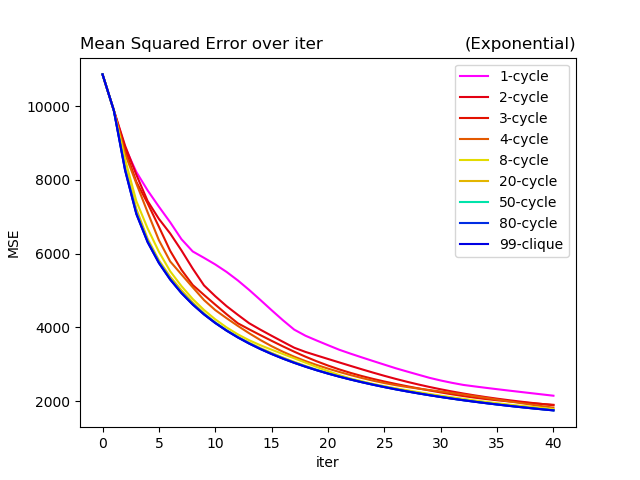 Mean Squared Error over iter (Exponential)
MSE
10000
8000
6000
4000
2000
0 5 10 15 20 25 30 35 40
iter
1-cycle
2-cycle
3-cycle
4-cycle
8-cycle
20-cycle
50-cycle
80-cycle
99-clique